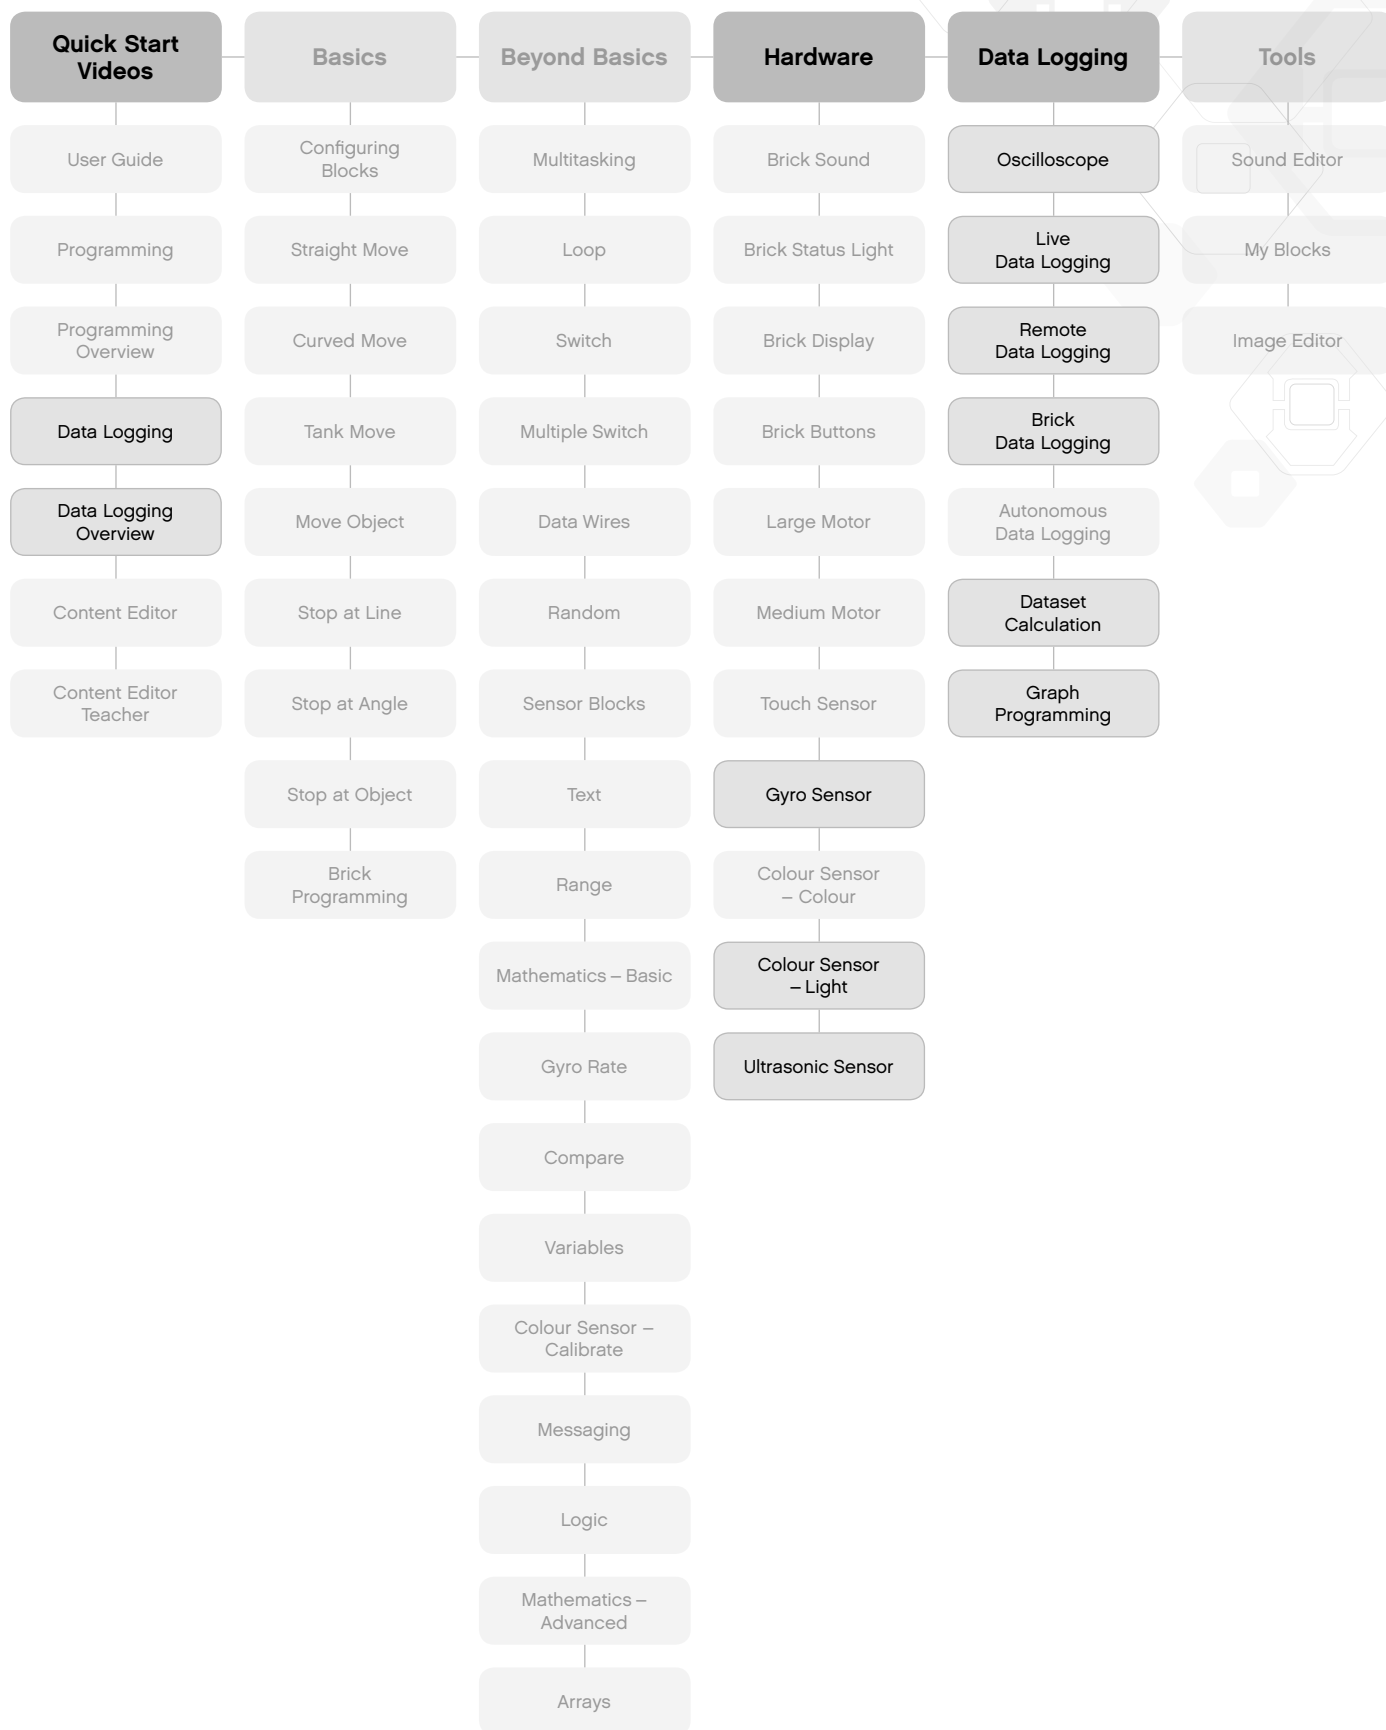 Quick Start
Videos
User Guide
Programming
Programming
Overview
Data Logging
Data Logging
Overview
Content Editor
Content Editor
Teacher
Basics
Configuring
Blocks
Straight Move
Curved Move
Tank Move
Move Object
Stop at Line
Stop at Angle
Stop at Object
Brick
Programming
Beyond Basics
Multitasking
Loop
Switch
Multiple Switch
Data Wires
Random
Sensor Blocks
Text
Range
Mathematics – Basic
Gyro Rate
Compare
Variables
Colour Sensor –
Calibrate
Messaging
Logic
Mathematics –
Advanced
Arrays
Hardware
Brick Sound
Brick Status Light
Brick Display
Brick Buttons
Large Motor
Medium Motor
Touch Sensor
Gyro Sensor
Colour Sensor
– Colour
Colour Sensor
– Light
Ultrasonic Sensor
Data Logging
Oscilloscope
Live
Data Logging
Remote
Data Logging
Brick
Data Logging
Autonomous
Data Logging
Dataset
Calculation
Graph
Programming
Tools
Sound Editor
My Blocks
Image Editor